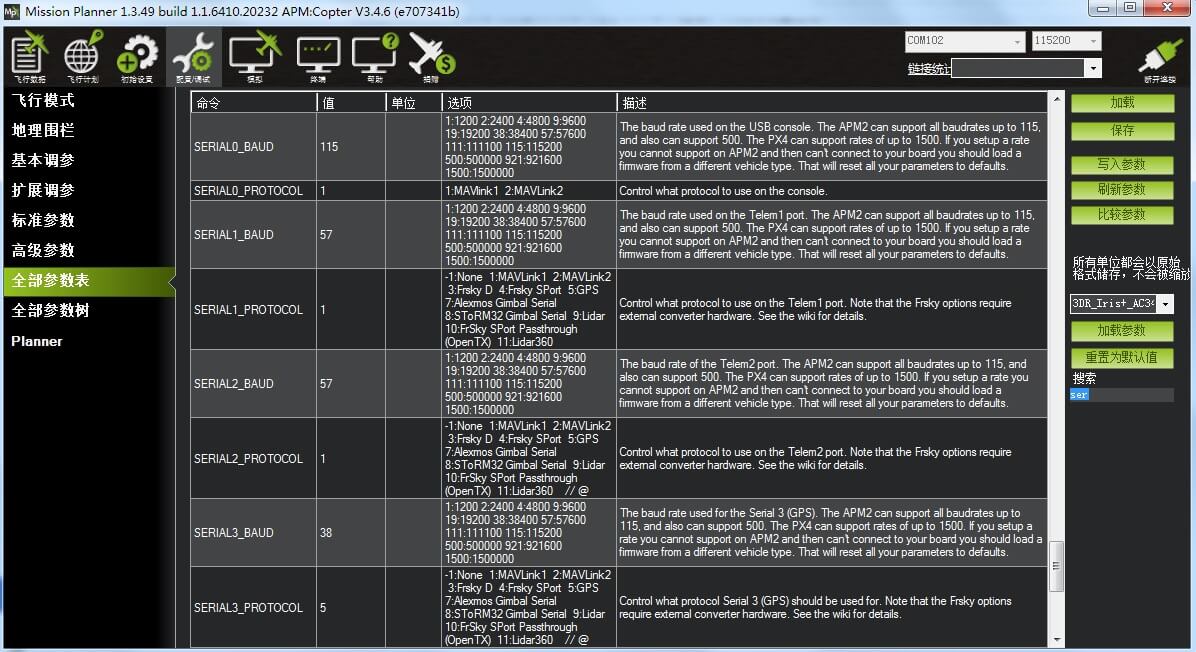 Mission Planner 1.3.49 build 1.1.6410.20232 APM:Copter V3.4.6 (e707341b)
飞行数据 飞行计划 初始设置 配置/调试 模拟 终端 帮助 捐赠
COM102 115200
链接统计
断开连接
飞行模式
地理围栏
基本调参
扩展调参
标准参数
高级参数
全部参数表
全部参数树
Planner
命令 值 单位 选项 描述
SERIAL0_BAUD 115
1:1200 2:2400 4:4800 9:9600
19:19200 38:38400 57:57600
111:111100 115:115200
500:500000 921:921600
1500:1500000
The baud rate used on the USB console. The APM2 can support all baudrates up to 115,
and also can support 500. The PX4 can support rates of up to 1500. If you setup a rate
you cannot support on APM2 and then can't connect to your board you should load a
firmware from a different vehicle type. That will reset all your parameters to defaults.
SERIAL0_PROTOCOL 1 1:MAVlink1 2:MAVLink2 Control what protocol to use on the console.
SERIAL1_BAUD 57
1:1200 2:2400 4:4800 9:9600
19:19200 38:38400 57:57600
111:111100 115:115200
500:500000 921:921600
1500:1500000
The baud rate used on the Telem1 port. The APM2 can support all baudrates up to 115,
and also can support 500. The PX4 can support rates of up to 1500. If you setup a rate
you cannot support on APM2 and then can't connect to your board you should load a
firmware from a different vehicle type. That will reset all your parameters to defaults.
SERIAL1_PROTOCOL 1
-1:None 1:MAVLink1 2:MAVLink2
3:Frsky D 4:Frsky SPort 5:GPS
7:Alexmos Gimbal Serial
8:SToRM32 Gimbal Serial 9:Lidar
10:FrSky SPort Passthrough
(OpenTX) 11:Lidar360
Control what protocol to use on the Telem1 port. Note that the Frsky options require
external converter hardware. See the wiki for details.
SERIAL2_BAUD 57
1:1200 2:2400 4:4800 9:9600
19:19200 38:38400 57:57600
111:111100 115:115200
500:500000 921:921600
1500:1500000
The baud rate of the Telem2 port. The APM2 can support all baudrates up to 115, and
also can support 500. The PX4 can support rates of up to 1500. If you setup a rate you
cannot support on APM2 and then can't connect to your board you should load a
firmware from a different vehicle type. That will reset all your parameters to defaults.
SERIAL2_PROTOCOL 1
-1:None 1:MAVLink1 2:MAVLink2
3:Frsky D 4:Frsky SPort 5:GPS
7:Alexmos Gimbal Serial
8:SToRM32 Gimbal Serial 9:Lidar
10:FrSky SPort Passthrough
(OpenTX) 11:Lidar360 // @
Control what protocol to use on the Telem2 port. Note that the Frsky options require
external converter hardware. See the wiki for details.
SERIAL3_BAUD 38
1:1200 2:2400 4:4800 9:9600
19:19200 38:38400 57:57600
111:111100 115:115200
500:500000 921:921600
1500:1500000
The baud rate used for the Serial 3 (GPS). The APM2 can support all baudrates up to
115, and also can support 500. The PX4 can support rates of up to 1500. If you setup a
rate you cannot support on APM2 and then can't connect to your board you should load a
firmware from a different vehicle type. That will reset all your parameters to defaults.
SERIAL3_PROTOCOL 5
-1:None 1:MAVLink1 2:MAVLink2
3:Frsky D 4:Frsky SPort 5:GPS
7:Alexmos Gimbal Serial
8:SToRM32 Gimbal Serial 9:Lidar
10:FrSky SPort Passthrough
(OpenTX) 11:Lidar360 // @
Control what protocol Serial 3 (GPS) should be used for. Note that the Frsky options
require external converter hardware. See the wiki for details.
加载
保存
写入参数
刷新参数
比较参数
所有单位都会以原始
格式储存，不会被缩放
3DR_Iris+_AC34
加载参数
重置为默认值
搜索
ser